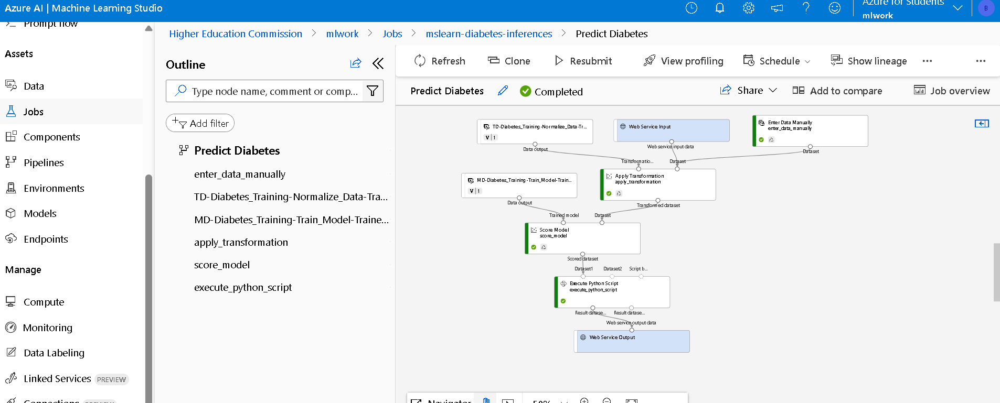 Azure AI | Machine Learning Studio
Azure for Students
mlwork
B
Prompt flow
Assets
Data
Jobs
Components
Pipelines
Environments
Models
Endpoints
Manage
Compute
Monitoring
Data Labeling
Linked Services PREVIEW
Connections PREVIEW
Higher Education Commission > mlwork > Jobs > mslearn-diabetes-inferences > Predict Diabetes
Outline
Type node name, comment or comp...
Add filter
Predict Diabetes
enter_data_manually
TD-Diabetes_Training-Normalize_Data-Tra...
MD-Diabetes_Training-Train_Model-Traine...
apply_transformation
score_model
execute_python_script
Refresh Clone Resubmit View profiling Schedule Show lineage ... ...
Predict Diabetes Completed Share Add to compare Job overview
TD-Diabetes_Training-Normalize_Data-Tr...
V | 1
Data output
Web Service Input
Web service input data
Enter Data Manually
enter_data_manually
Dataset
Transformatio... Dataset
Apply Transformation
apply_transformation
Transformed dataset
MD-Diabetes_Training-Train_Model-Train...
V | 1
Data output
Trained model Dataset
Score Model
score_model
Scored dataset
Dataset1 Dataset2 Script b...
Execute Python Script
execute_python_script
Result datase... Result datase...
Web service output data
Web Service Output
Navigator 50%